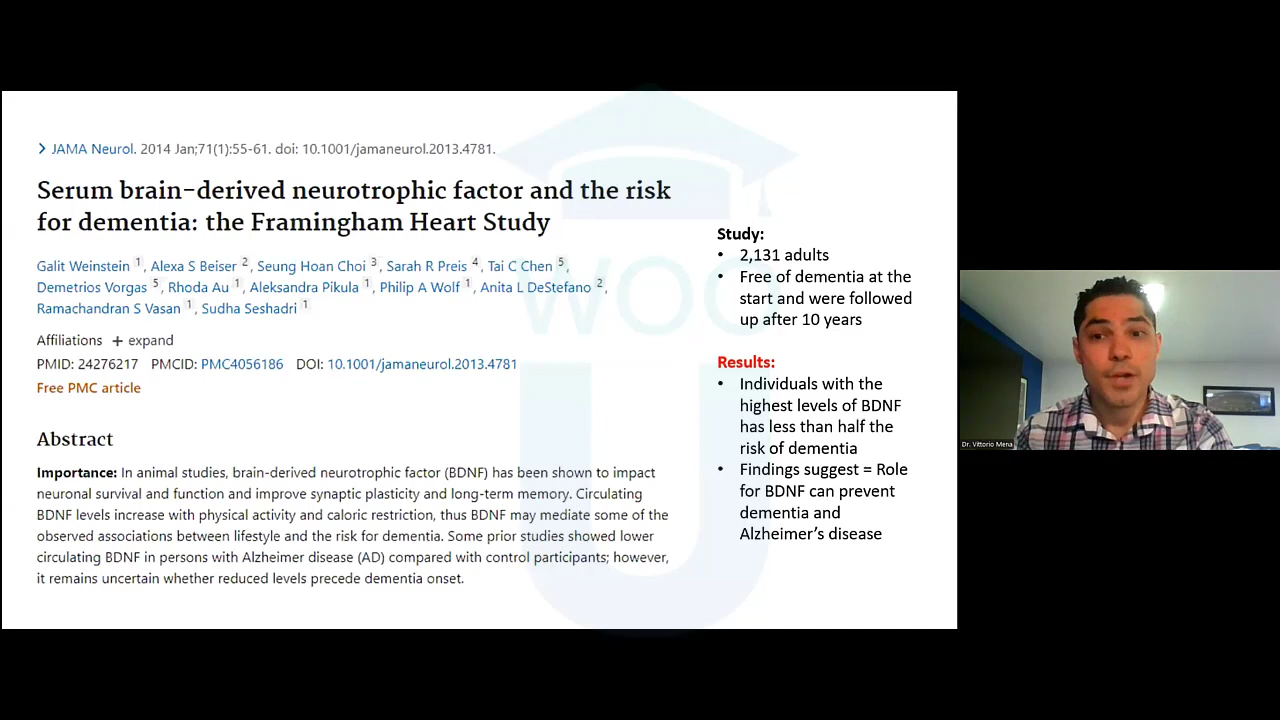 > JAMA Neurol. 2014 Jan;71(1):55-61. doi: 10.1001/jamaneurol.2013.4781.
Serum brain-derived neurotrophic factor and the risk
for dementia: the Framingham Heart Study
Galit Weinstein 1, Alexa S Beiser 2, Seung Hoan Choi 3, Sarah R Preis 4, Tai C Chen 5,
Demetrios Vorgas 5, Rhoda Au 1, Aleksandra Pikula 1, Philip A Wolf 1, Anita L DeStefano 2,
Ramachandran S Vasan 1, Sudha Seshadri 1
Affiliations + expand
PMID: 24276217 PMCID: PMC4056186 DOI: 10.1001/jamaneurol.2013.4781
Free PMC article
Abstract
Importance: In animal studies, brain-derived neurotrophic factor (BDNF) has been shown to impact
neuronal survival and function and improve synaptic plasticity and long-term memory. Circulating
BDNF levels increase with physical activity and caloric restriction, thus BDNF may mediate some of the
observed associations between lifestyle and the risk for dementia. Some prior studies showed lower
circulating BDNF in persons with Alzheimer disease (AD) compared with control participants; however,
it remains uncertain whether reduced levels precede dementia onset.
Study:
• 2,131 adults
• Free of dementia at the
start and were followed
up after 10 years
Results:
• Individuals with the
highest levels of BDNF
has less than half the
risk of dementia
• Findings suggest = Role
for BDNF can prevent
dementia and
Alzheimer's disease
WOO
U
Dr. Vittorio Mena